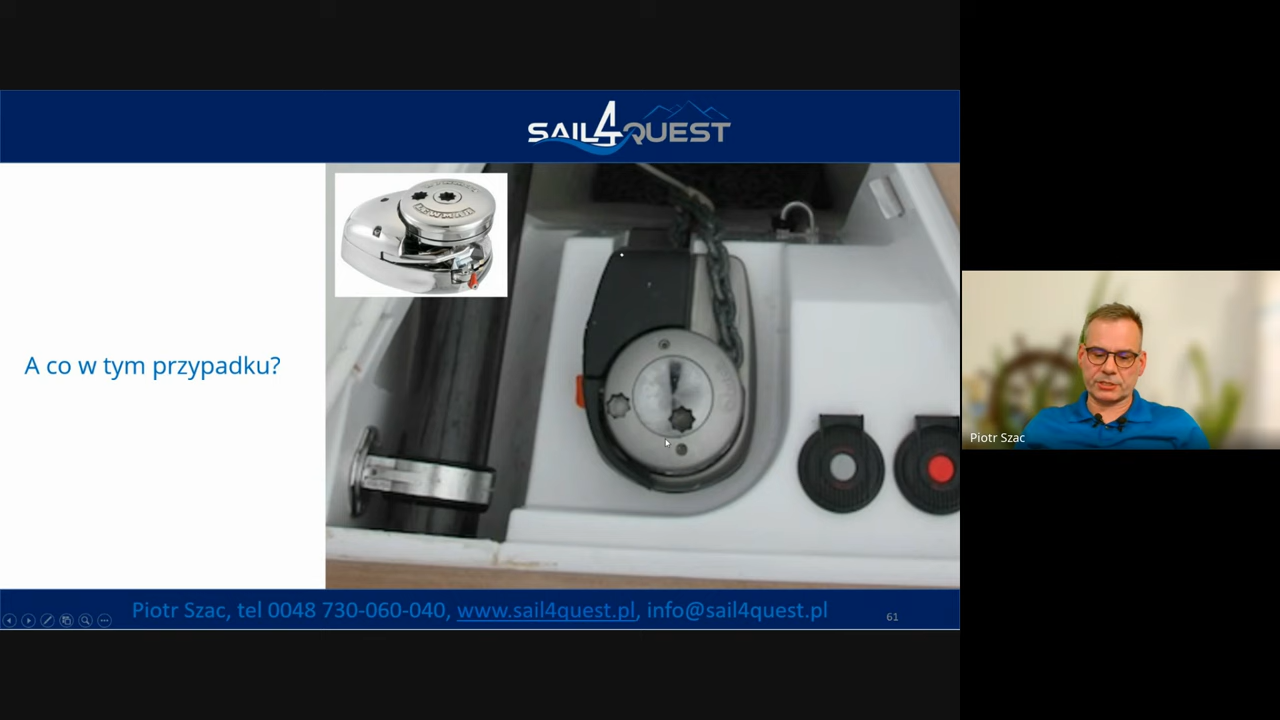 SAIL4QUEST
LEWMAR
A co w tym przypadku?
Piotr Szac
Piotr Szac, tel 0048 730-060-040, www.sail4quest.pl, info@sail4quest.pl
61